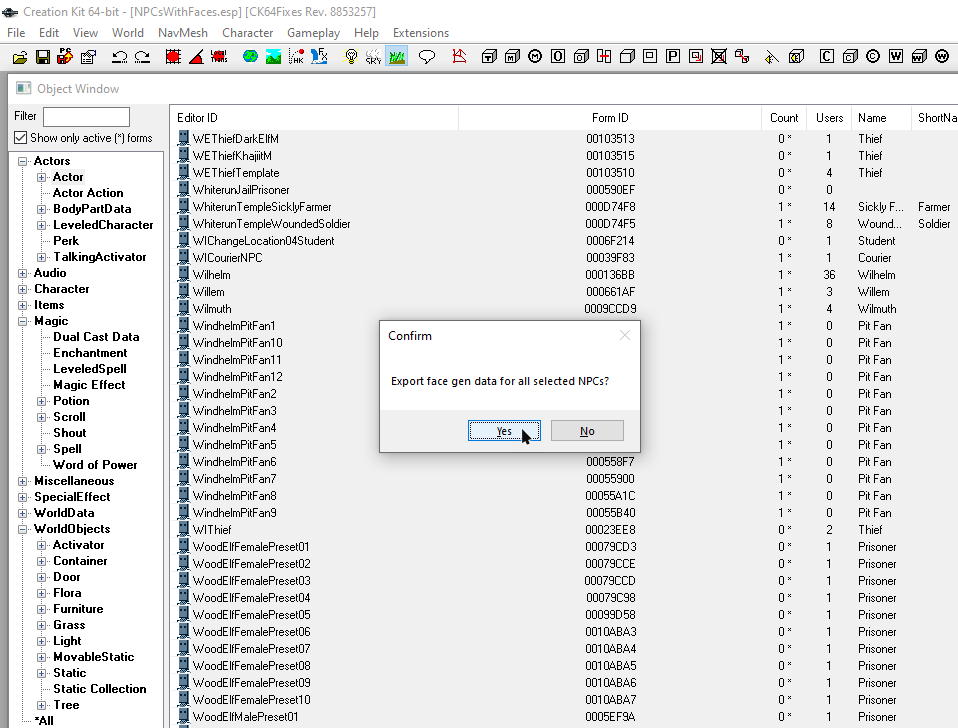 Creation Kit 64-bit - [NPCsWithFaces.esp] [CK64Fixes Rev. 8853257]
File Edit View World NavMesh Character Gameplay Help Extensions
Object Window
Filter
Show only active (*) forms
Actors
Actor
Actor Action
BodyPartData
LeveledCharacter
Perk
TalkingActivator
Audio
Character
Items
Magic
Dual Cast Data
Enchantment
LeveledSpell
Magic Effect
Potion
Scroll
Shout
Spell
Word of Power
Miscellaneous
SpecialEffect
WorldData
WorldObjects
Activator
Container
Door
Flora
Furniture
Grass
Light
MovableStatic
Static
Static Collection
Tree
*All
Editor ID Form ID Count Users Name ShortNa
WEThiefDarkElfM 00103513 0 * 1 Thief
WEThiefKhajiitM 00103515 0 * 1 Thief
WEThiefTemplate 00103510 0 * 4 Thief
WhiterunJailPrisoner 000590EF 0 * 0
WhiterunTempleSicklyFarmer 000D74F8 1 * 14 Sickly F... Farmer
WhiterunTempleWoundedSoldier 000D74F5 1 * 8 Wound... Soldier
WIChangeLocation04Student 0006F214 0 * 1 Student
WICourierNPC 00039F83 1 * 1 Courier
Wilhelm 000136BB 1 * 36 Wilhelm
Willem 000661AF 1 * 3 Willem
Wilmuth 0009CCD9 1 * 4 Wilmuth
WindhelmPitFan1 1 * 0 Pit Fan
WindhelmPitFan10 1 * 0 Pit Fan
WindhelmPitFan11 1 * 0 Pit Fan
WindhelmPitFan12 1 * 0 Pit Fan
WindhelmPitFan2 1 * 0 Pit Fan
WindhelmPitFan3 1 * 0 Pit Fan
WindhelmPitFan4 1 * 0 Pit Fan
WindhelmPitFan5 1 * 0 Pit Fan
WindhelmPitFan6 000558F7 1 * 0 Pit Fan
WindhelmPitFan7 00055900 1 * 0 Pit Fan
WindhelmPitFan8 00055A1C 1 * 0 Pit Fan
WindhelmPitFan9 00055B40 1 * 0 Pit Fan
WIThief 00023EE8 0 * 2 Thief
WoodElfFemalePreset01 00079CD3 0 * 1 Prisoner
WoodElfFemalePreset02 00079CCE 0 * 1 Prisoner
WoodElfFemalePreset03 00079CCD 0 * 1 Prisoner
WoodElfFemalePreset04 00079C98 0 * 1 Prisoner
WoodElfFemalePreset05 00099D58 0 * 1 Prisoner
WoodElfFemalePreset06 0010ABA3 0 * 1 Prisoner
WoodElfFemalePreset07 0010ABA4 0 * 1 Prisoner
WoodElfFemalePreset08 0010ABA5 0 * 1 Prisoner
WoodElfFemalePreset09 0010ABA6 0 * 1 Prisoner
WoodElfFemalePreset10 0010ABA7 0 * 1 Prisoner
WoodElfMalePreset01 0005EF9A 0 * 1 Prisoner
Confirm
Export face gen data for all selected NPCs?
Yes No